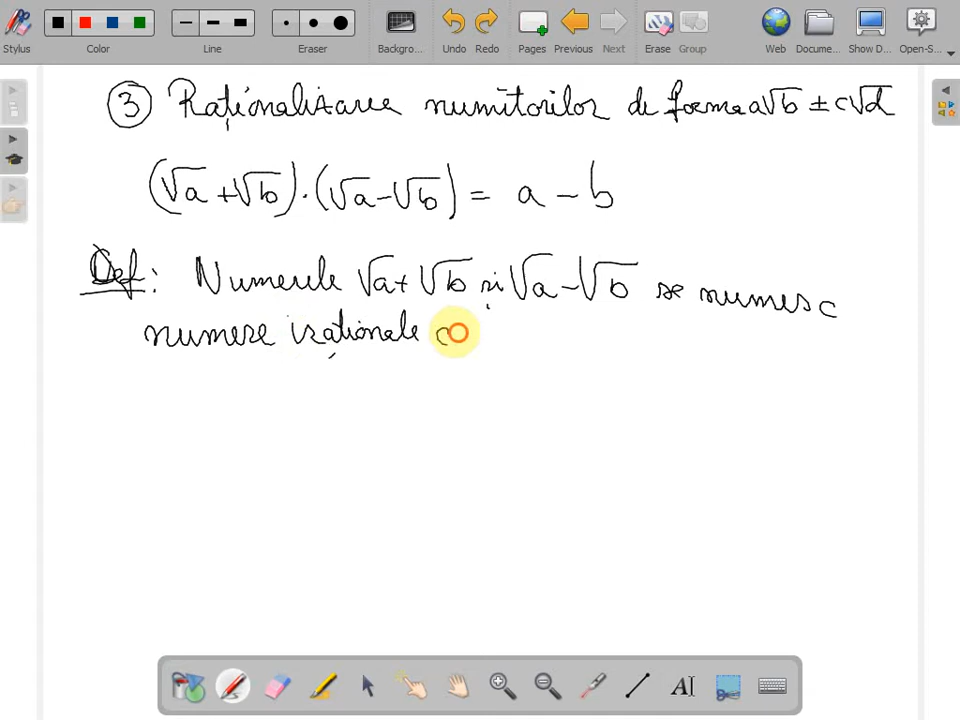 Stylus Color Line Eraser Backgro... Undo Redo Pages Previous Next Erase Group Web Docume... Show D... Open-S...
③ Raționalizarea numitorilor de forma a√b ± c√d
(√a + √b) · (√a - √b) = a - b
Def: Numerele √a + √b și √a - √b se numesc
numere iraționale co